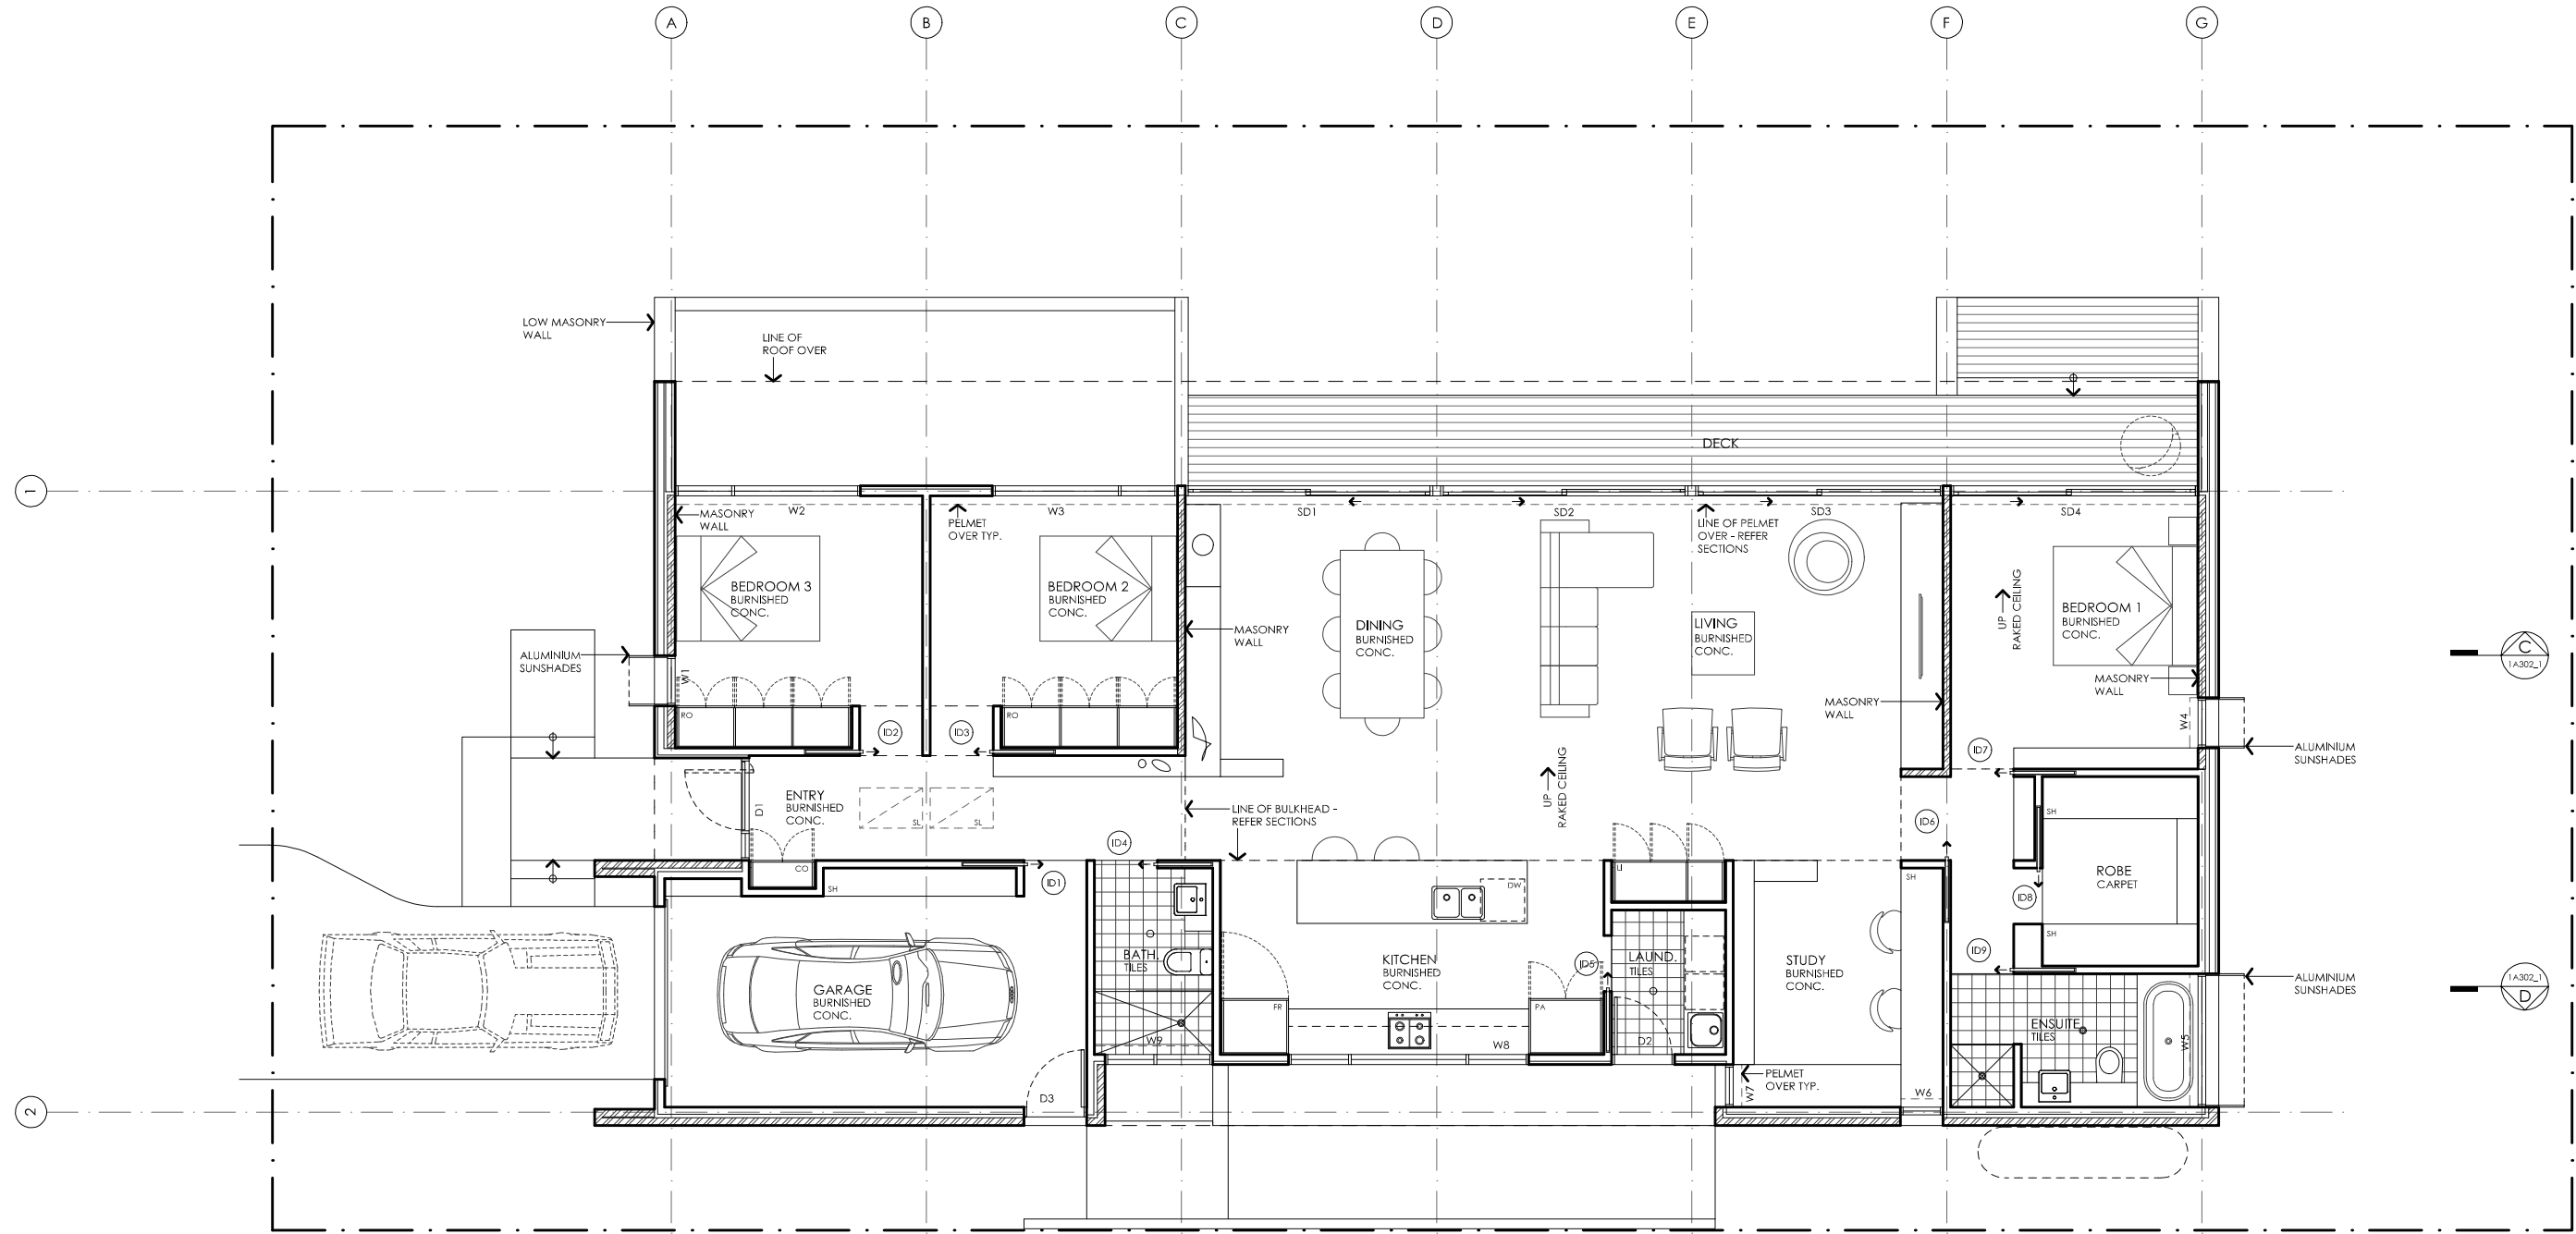 A
B
C
D
E
F
G
LOW MASONRY
WALL
LINE OF
ROOF OVER
DECK
1
MASONRY
WALL
W2
PELMET
OVER TYP.
W3
SD1
SD2
LINE OF PELMET
OVER - REFER
SECTIONS
SD3
SD4
BEDROOM 3
BURNISHED
CONC.
BEDROOM 2
BURNISHED
CONC.
MASONRY
WALL
DINING
BURNISHED
CONC.
LIVING
BURNISHED
CONC.
UP
RAKED CEILING
BEDROOM 1
BURNISHED
CONC.
C
1A302_1
ALUMINIUM
SUNSHADES
W1
RO
RO
ID2
ID3
MASONRY
WALL
MASONRY
WALL
W4
ID7
ALUMINIUM
SUNSHADES
ENTRY
BURNISHED
CONC.
D1
SL
SL
LINE OF BULKHEAD -
REFER SECTIONS
UP
RAKED CEILING
ID6
SH
ID4
CO
SH
ID1
DW
LI
SH
ID8
ROBE
CARPET
SH
BATH.
TILES
KITCHEN
BURNISHED
CONC.
ID5
LAUND.
TILES
STUDY
BURNISHED
CONC.
ID9
ALUMINIUM
SUNSHADES
1A302_1
D
GARAGE
BURNISHED
CONC.
FR
PA
ENSUITE
TILES
W9
W8
D2
W5
PELMET
OVER TYP.
W7
W6
D3
2